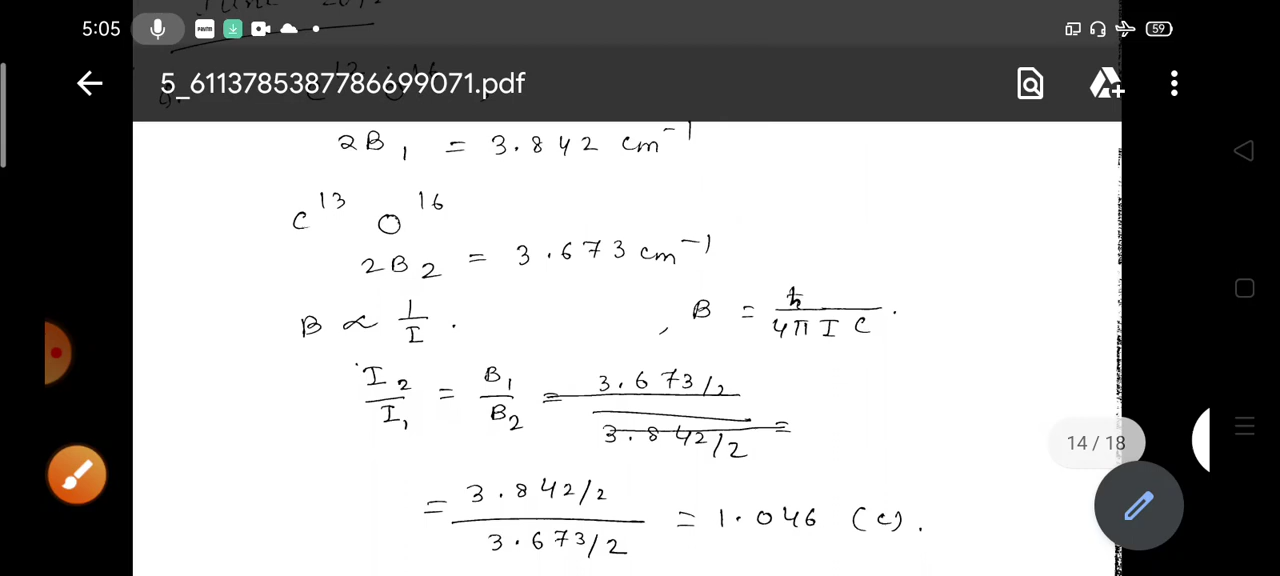 5:05
59
5_6113785387786699071.pdf
2B₁ = 3.842 cm⁻¹
C¹³ O¹⁶
2B₂ = 3.673 cm⁻¹
B ∝ 1/I . , B = ħ/4πIC .
I₂/I₁ = B₁/B₂ = 3.673/2 / 3.842/2 =
14 / 18
= 3.842/2 / 3.673/2 = 1.046 (c).